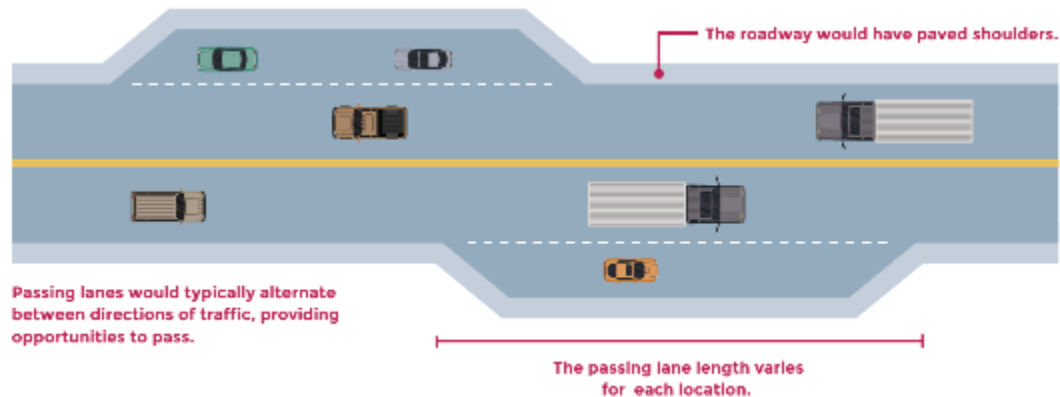 The roadway would have paved shoulders.
Passing lanes would typically alternate
between directions of traffic, providing
opportunities to pass.
The passing lane length varies
for each location.